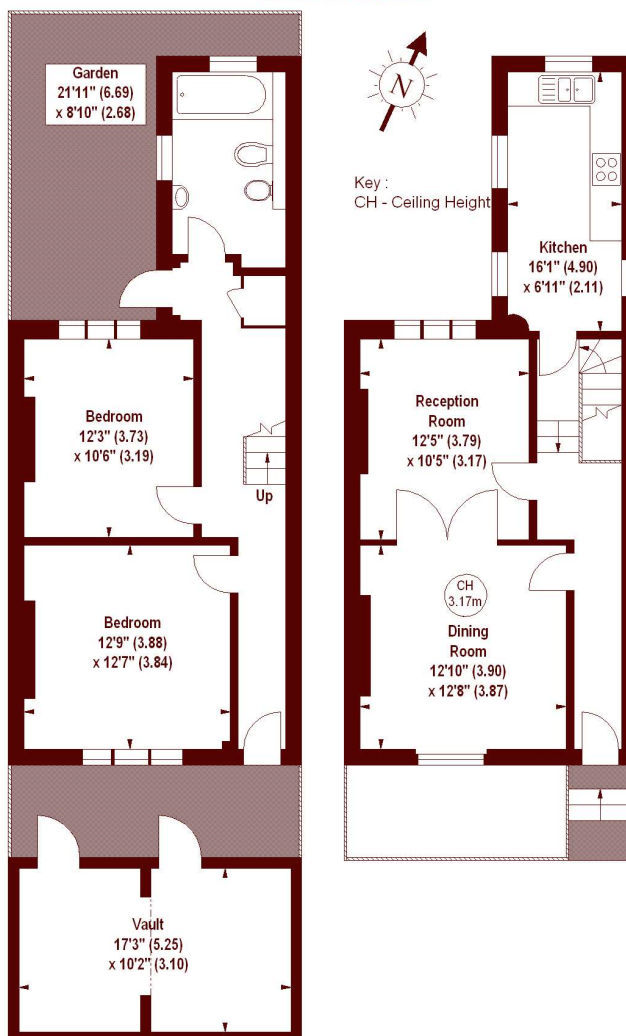 Garden
21'11" (6.69)
x 8'10" (2.68)
N
Key :
CH - Ceiling Height
Kitchen
16'1" (4.90)
x 6'11" (2.11)
Bedroom
12'3" (3.73)
x 10'6" (3.19)
Up
Reception
Room
12'5" (3.79)
x 10'5" (3.17)
Bedroom
12'9" (3.88)
x 12'7" (3.84)
CH
3.17m
Dining
Room
12'10" (3.90)
x 12'8" (3.87)
Vault
17'3" (5.25)
x 10'2" (3.10)